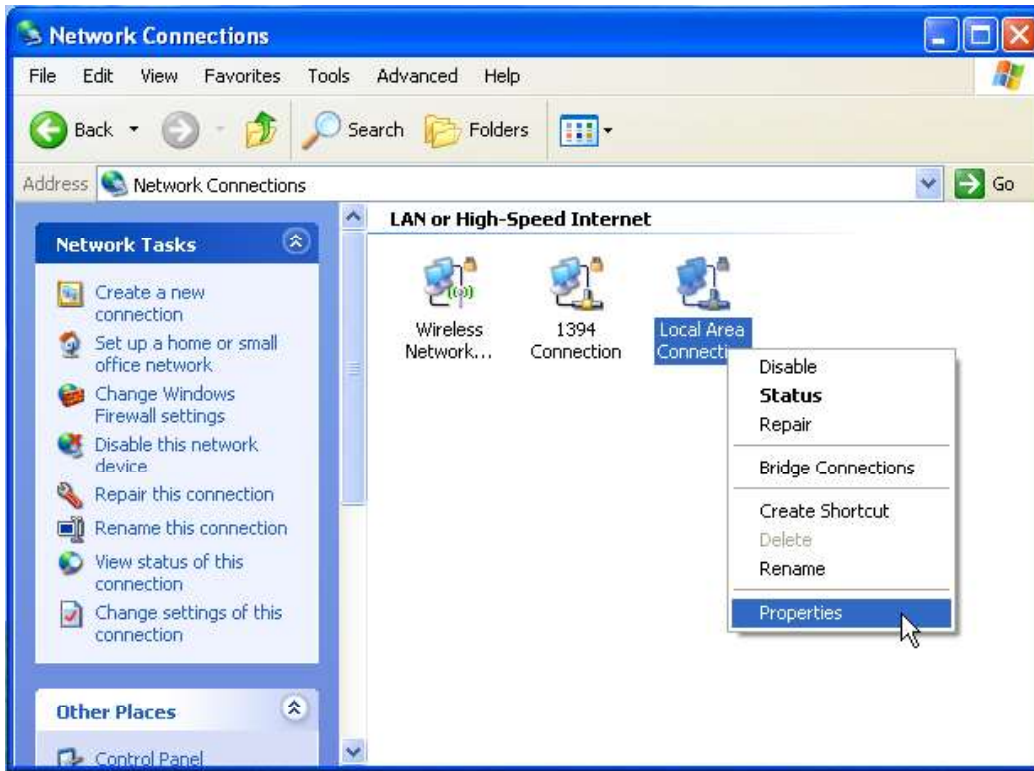 Network Connections
File Edit View Favorites Tools Advanced Help
Back Search Folders
Address Network Connections Go
Network Tasks
Create a new
connection
Set up a home or small
office network
Change Windows
Firewall settings
Disable this network
device
Repair this connection
Rename this connection
View status of this
connection
Change settings of this
connection
Other Places
Control Panel
LAN or High-Speed Internet
Wireless
Network...
1394
Connection
Local Area
Connecti
Disable
Status
Repair
Bridge Connections
Create Shortcut
Delete
Rename
Properties